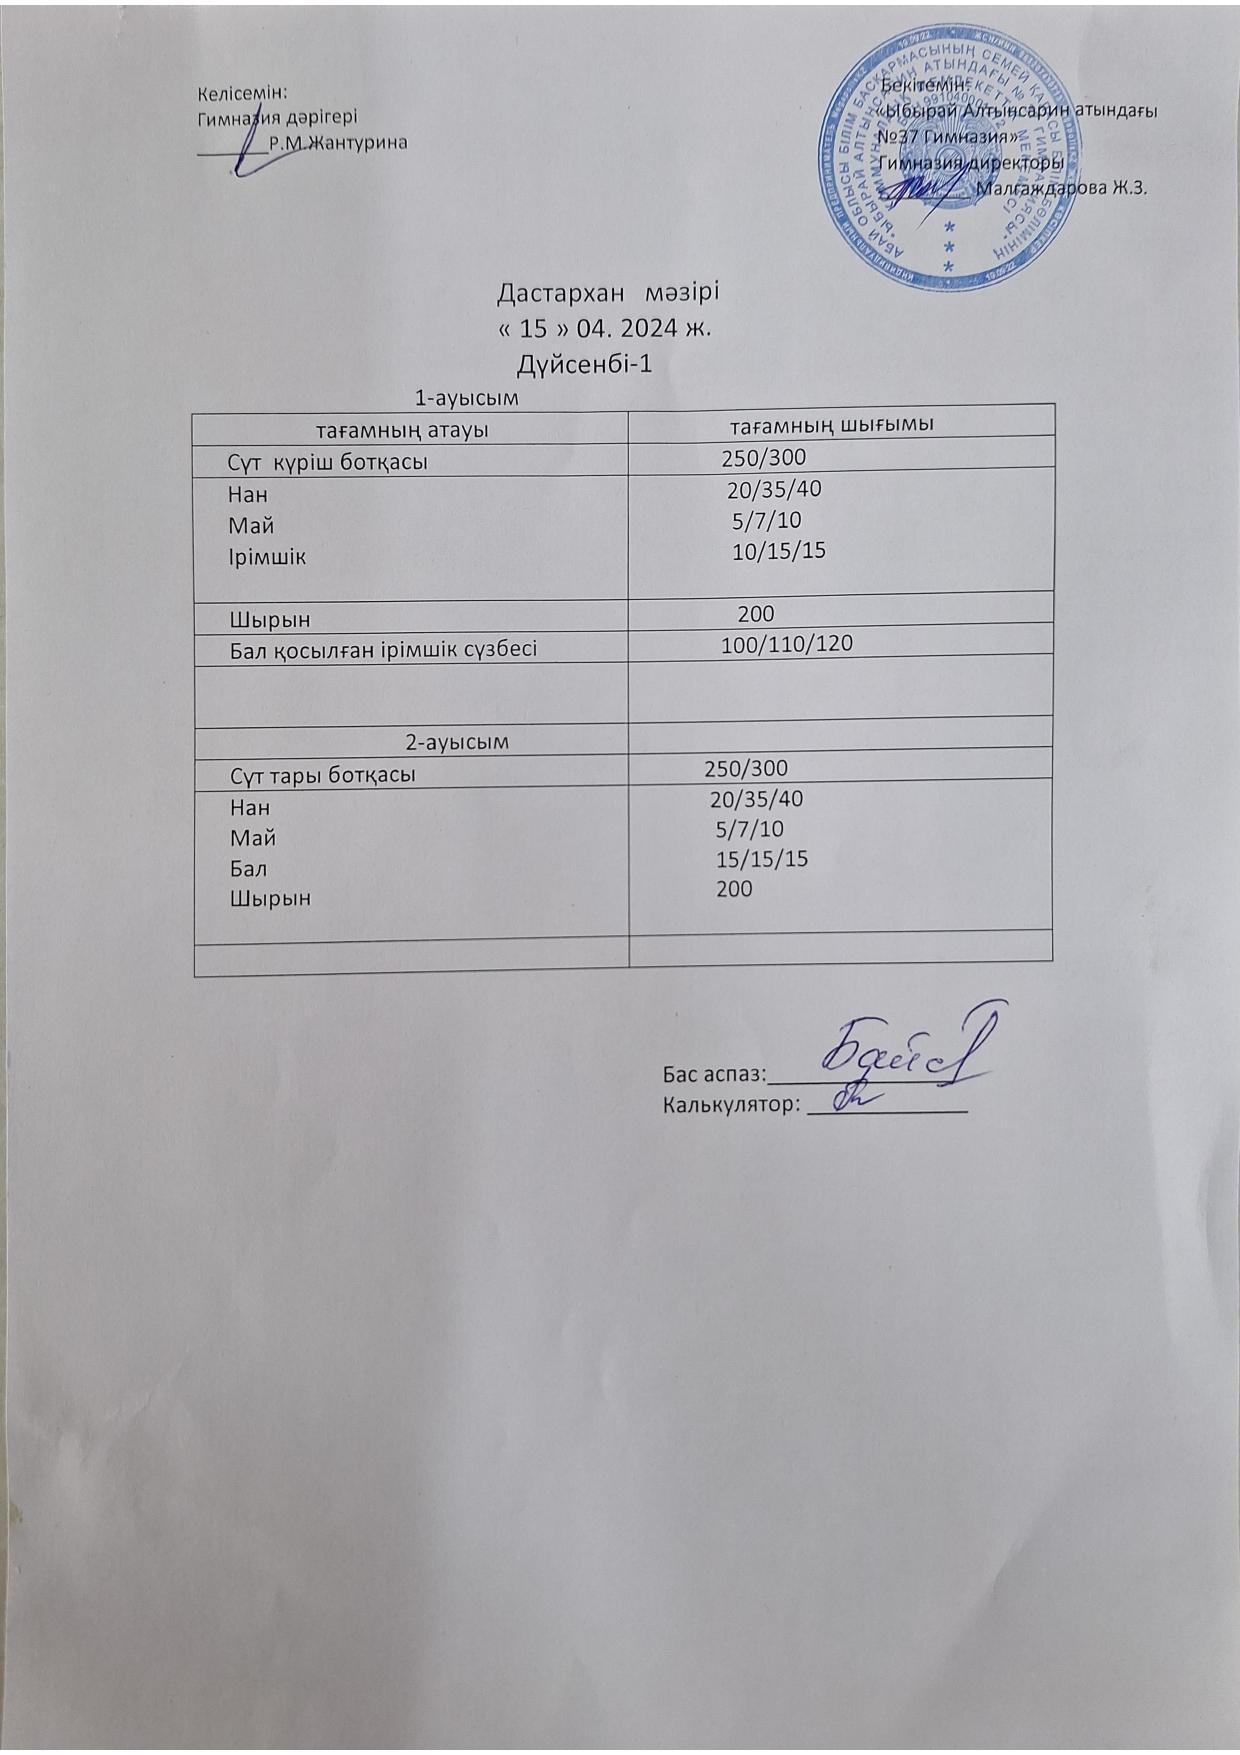 Келісемін:
Гимназия дәрігері
Р.М.Жантурина
Бекітемін:
«Ыбырай Алтынсарин атындағы
№37 Гимназия»
Гимназия директоры
Малгаждарова Ж.З.
Дастархан мәзірі
« 15 » 04. 2024 ж.
Дүйсенбі-1
1-ауысым
тағамның атауы тағамның шығымы
Сүт күріш ботқасы 250/300
Нан 20/35/40
Май 5/7/10
Ірімшік 10/15/15
Шырын 200
Бал қосылған ірімшік сүзбесі 100/110/120
2-ауысым
Сүт тары ботқасы 250/300
Нан 20/35/40
Май 5/7/10
Бал 15/15/15
Шырын 200
Бас аспаз:
Калькулятор: